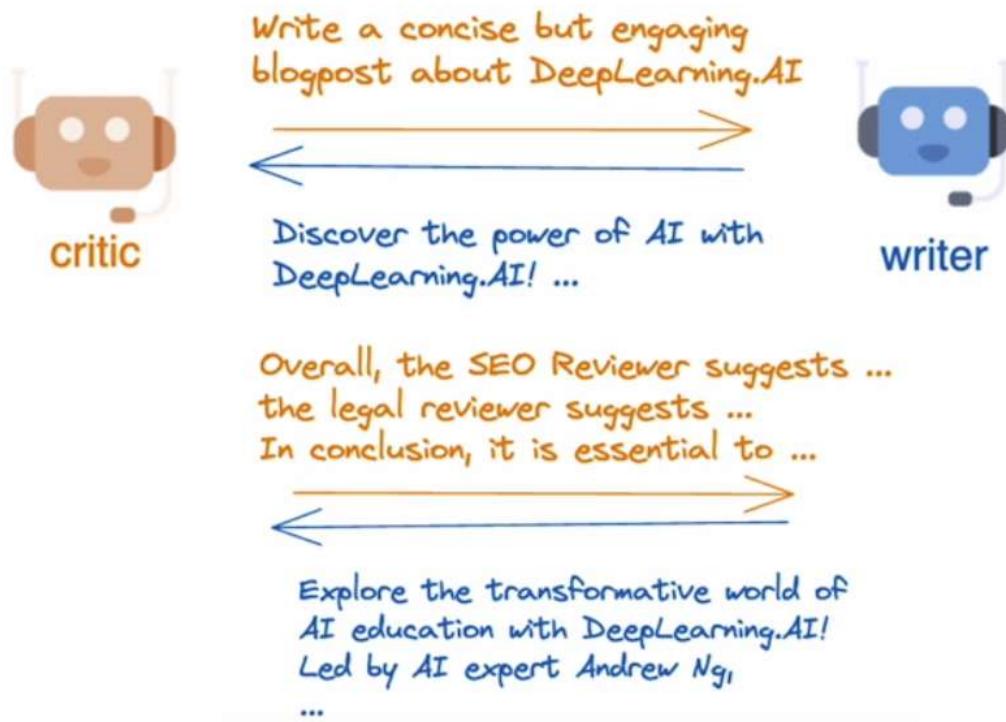 Write a concise but engaging
blogpost about DeepLearning.AI
critic
writer
Discover the power of AI with
DeepLearning.AI! ...
Overall, the SEO Reviewer suggests ...
the legal reviewer suggests ...
In conclusion, it is essential to ...
Explore the transformative world of
AI education with DeepLearning.AI!
Led by AI expert Andrew Ng,
...